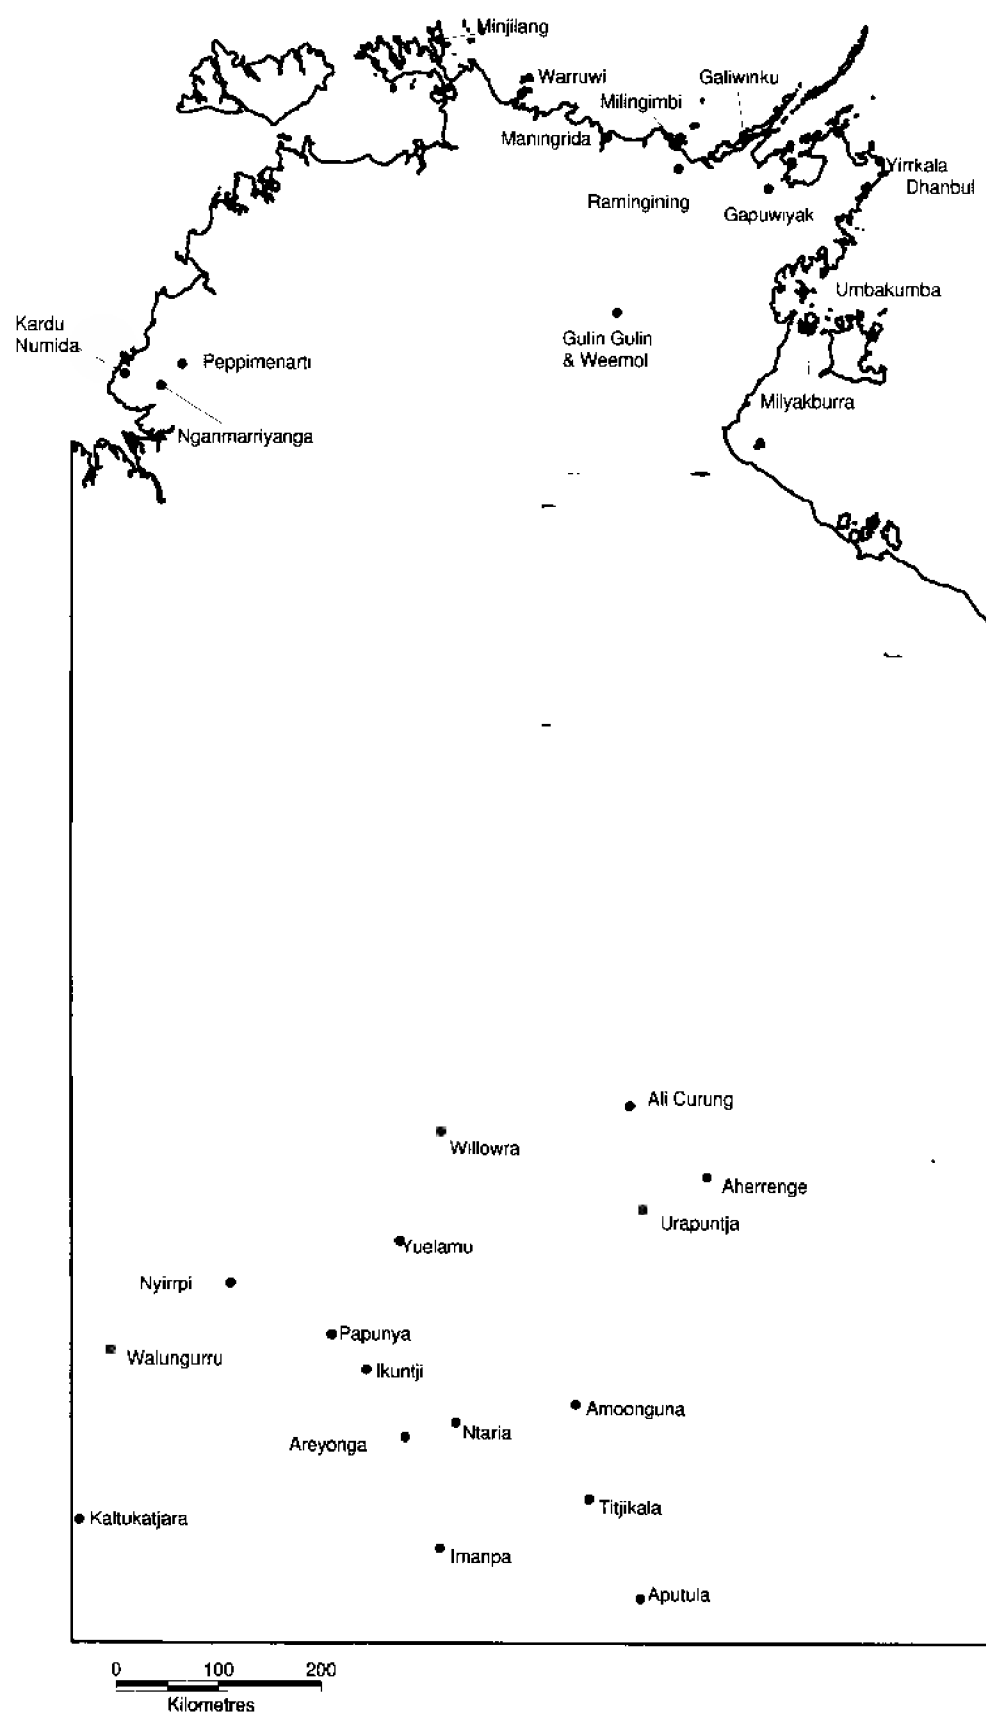 Minjilang
Warruwi
Galiwinku
Milingimbi
Maningrida
Yirrkala
Dhanbul
Ramingining
Gapuwiyak
Umbakumba
Kardu
Numida
Gulin Gulin
& Weemol
Peppimenarti
Milyakburra
Nganmarriyanga
Ali Curung
Willowra
Aherrenge
Urapuntja
Yuelamu
Nyirrpi
Papunya
Walungurru
Ikuntji
Amoonguna
Ntaria
Areyonga
Titjikala
Kaltukatjara
Imanpa
Aputula
0 100 200
Kilometres